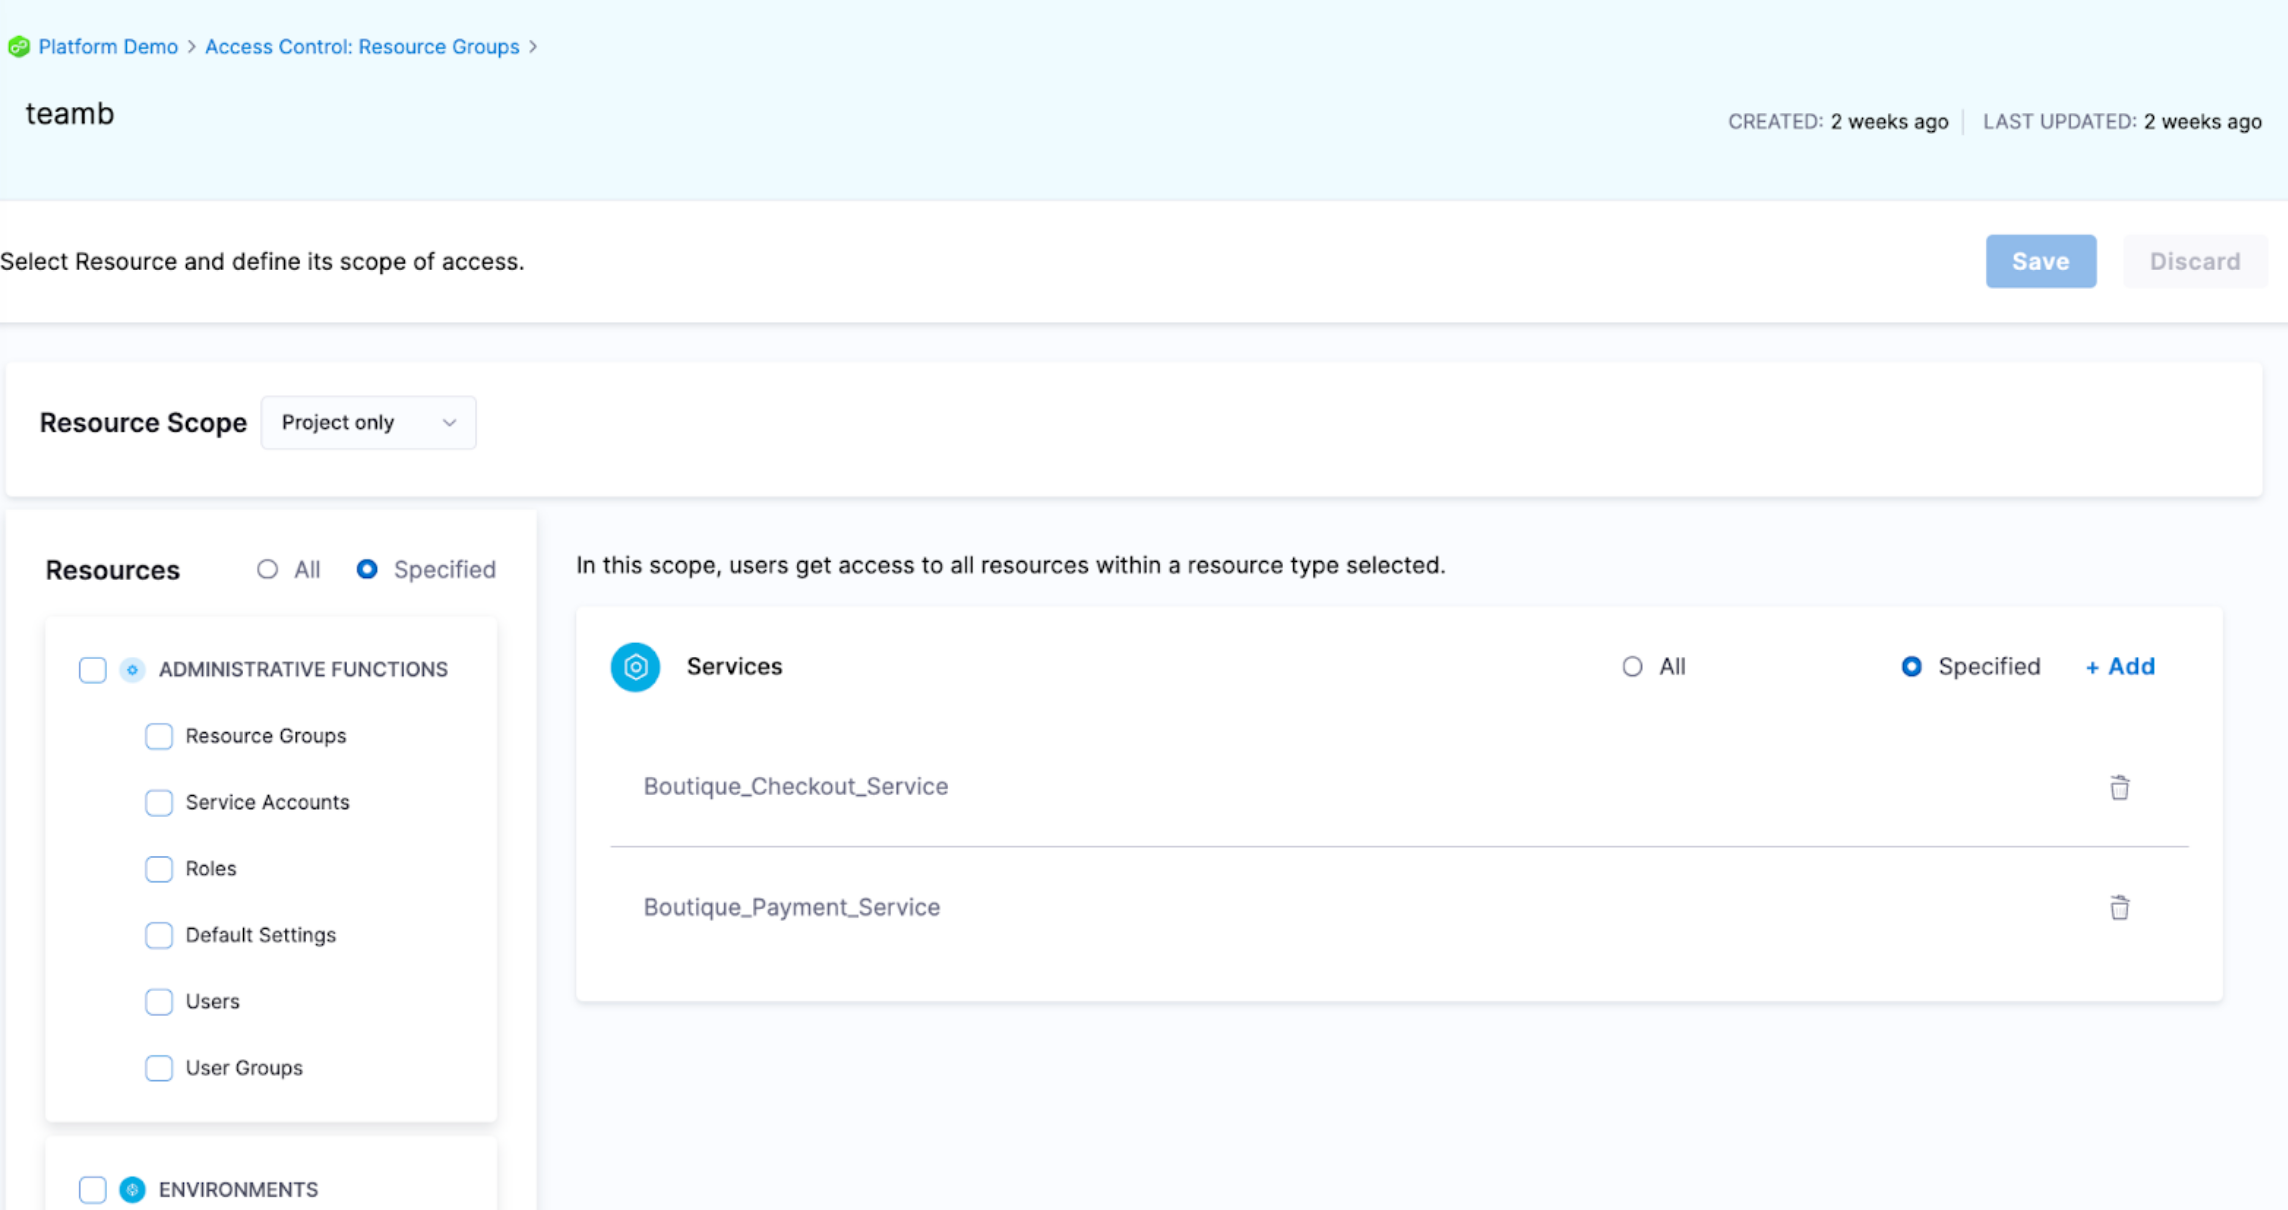 Platform Demo > Access Control: Resource Groups >
teamb
CREATED: 2 weeks ago | LAST UPDATED: 2 weeks ago
Select Resource and define its scope of access.
Save Discard
Resource Scope Project only
Resources All Specified
In this scope, users get access to all resources within a resource type selected.
ADMINISTRATIVE FUNCTIONS
Resource Groups
Service Accounts
Roles
Default Settings
Users
User Groups
ENVIRONMENTS
Services All Specified + Add
Boutique_Checkout_Service
Boutique_Payment_Service